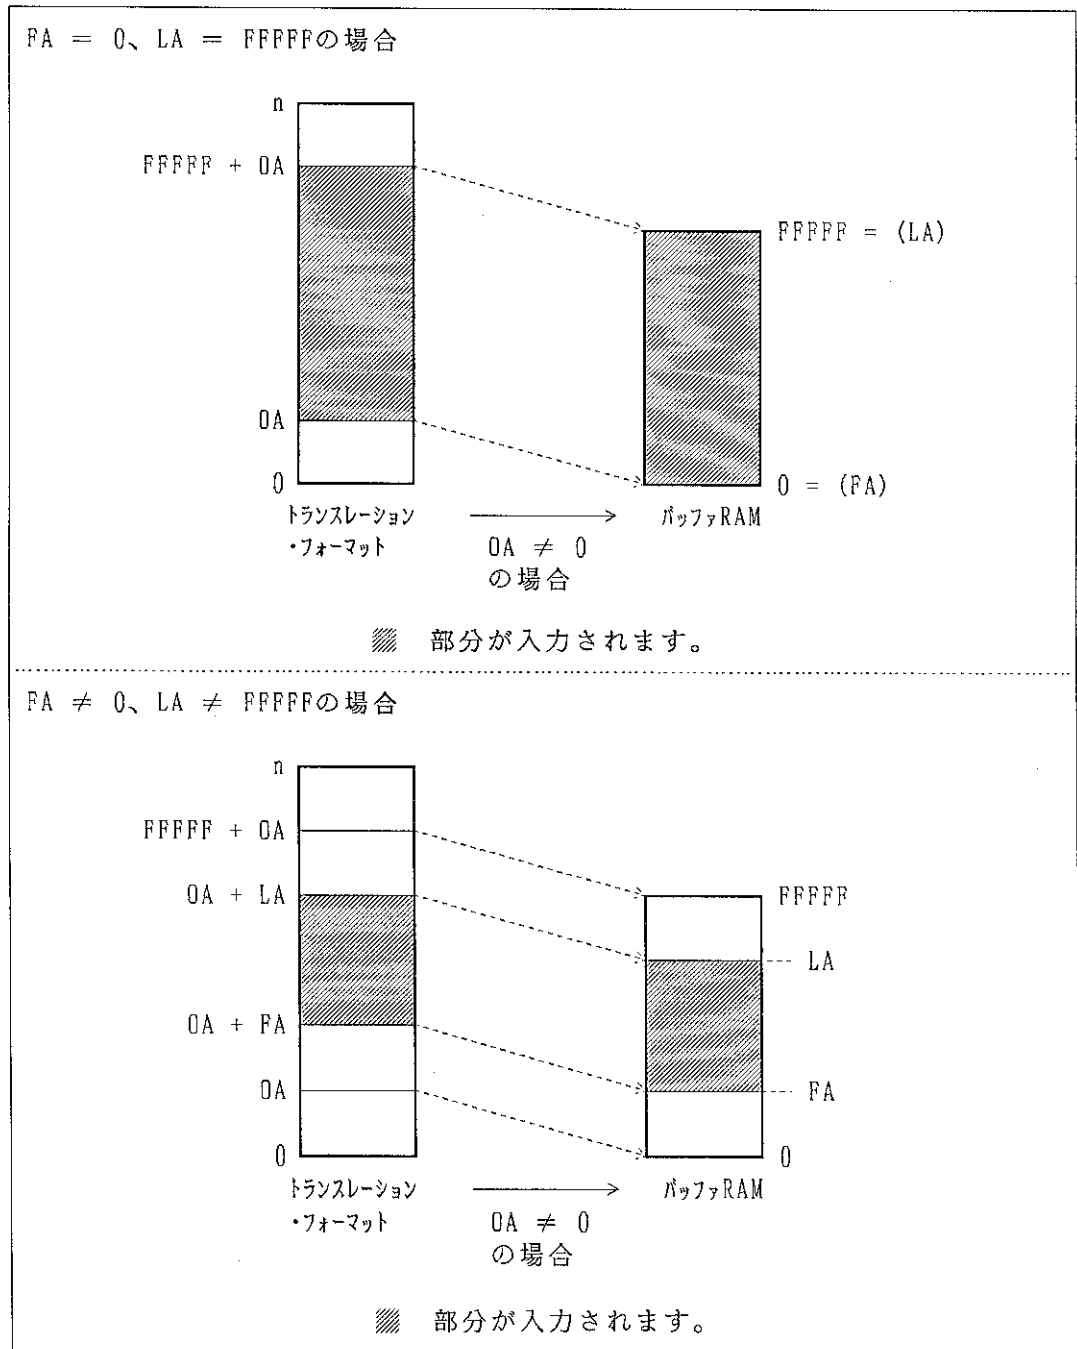 FA = 0、LA = FFFFFの場合
n
FFFFF + OA
FFFFF = (LA)
OA
0
0 = (FA)
トランスレーション
・フォーマット
OA ≠ 0
の場合
バッファRAM
部分が入力されます。
FA ≠ 0、LA ≠ FFFFFの場合
n
FFFFF + OA
OA + LA
FFFFF
LA
OA + FA
FA
OA
0
0
トランスレーション
・フォーマット
OA ≠ 0
の場合
バッファRAM
部分が入力されます。